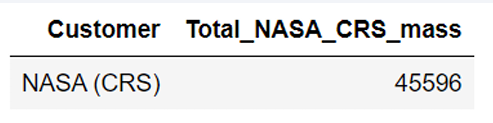 Customer Total_NASA_CRS_mass
NASA (CRS) 45596